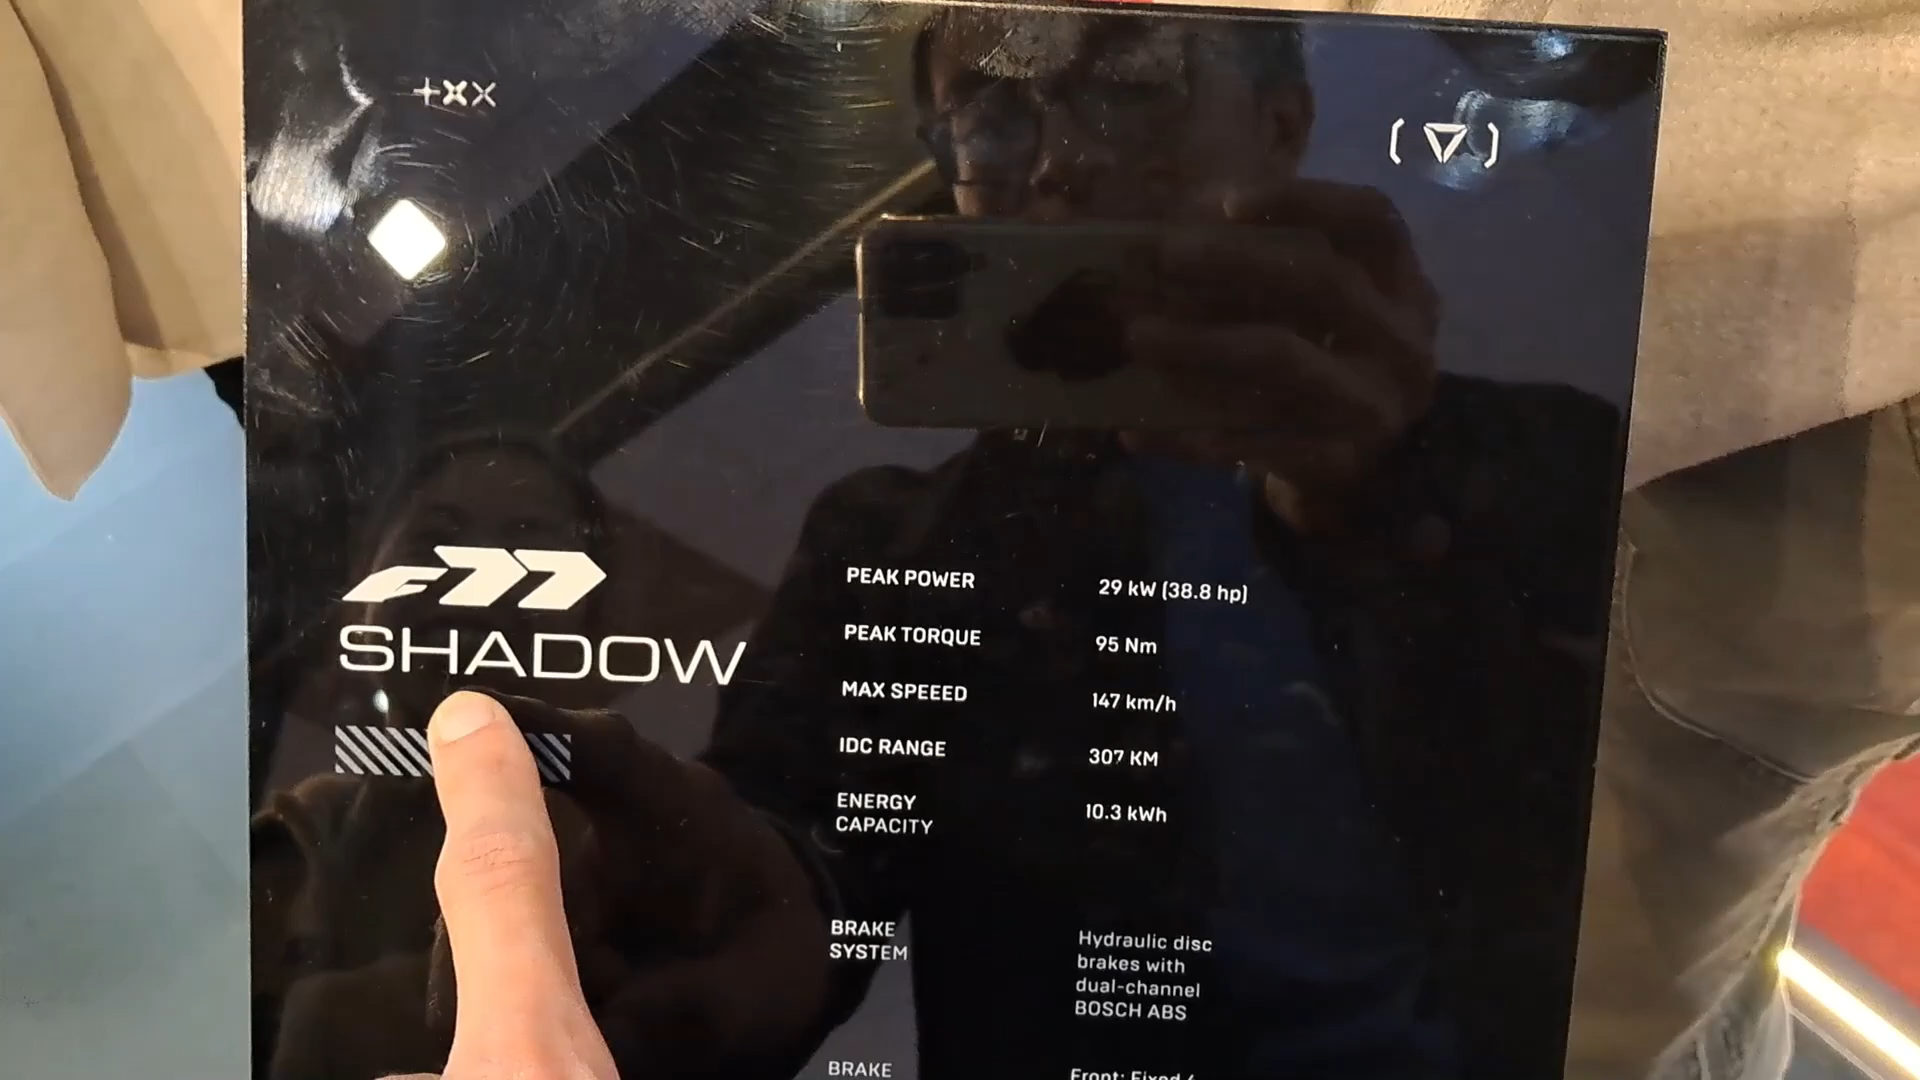 F77
SHADOW
PEAK POWER 29 kW (38.8 hp)
PEAK TORQUE 95 Nm
MAX SPEEED 147 km/h
IDC RANGE 307 KM
ENERGY
CAPACITY 10.3 kWh
BRAKE
SYSTEM
Hydraulic disc
brakes with
dual-channel
BOSCH ABS
BRAKE
Front: Fixed